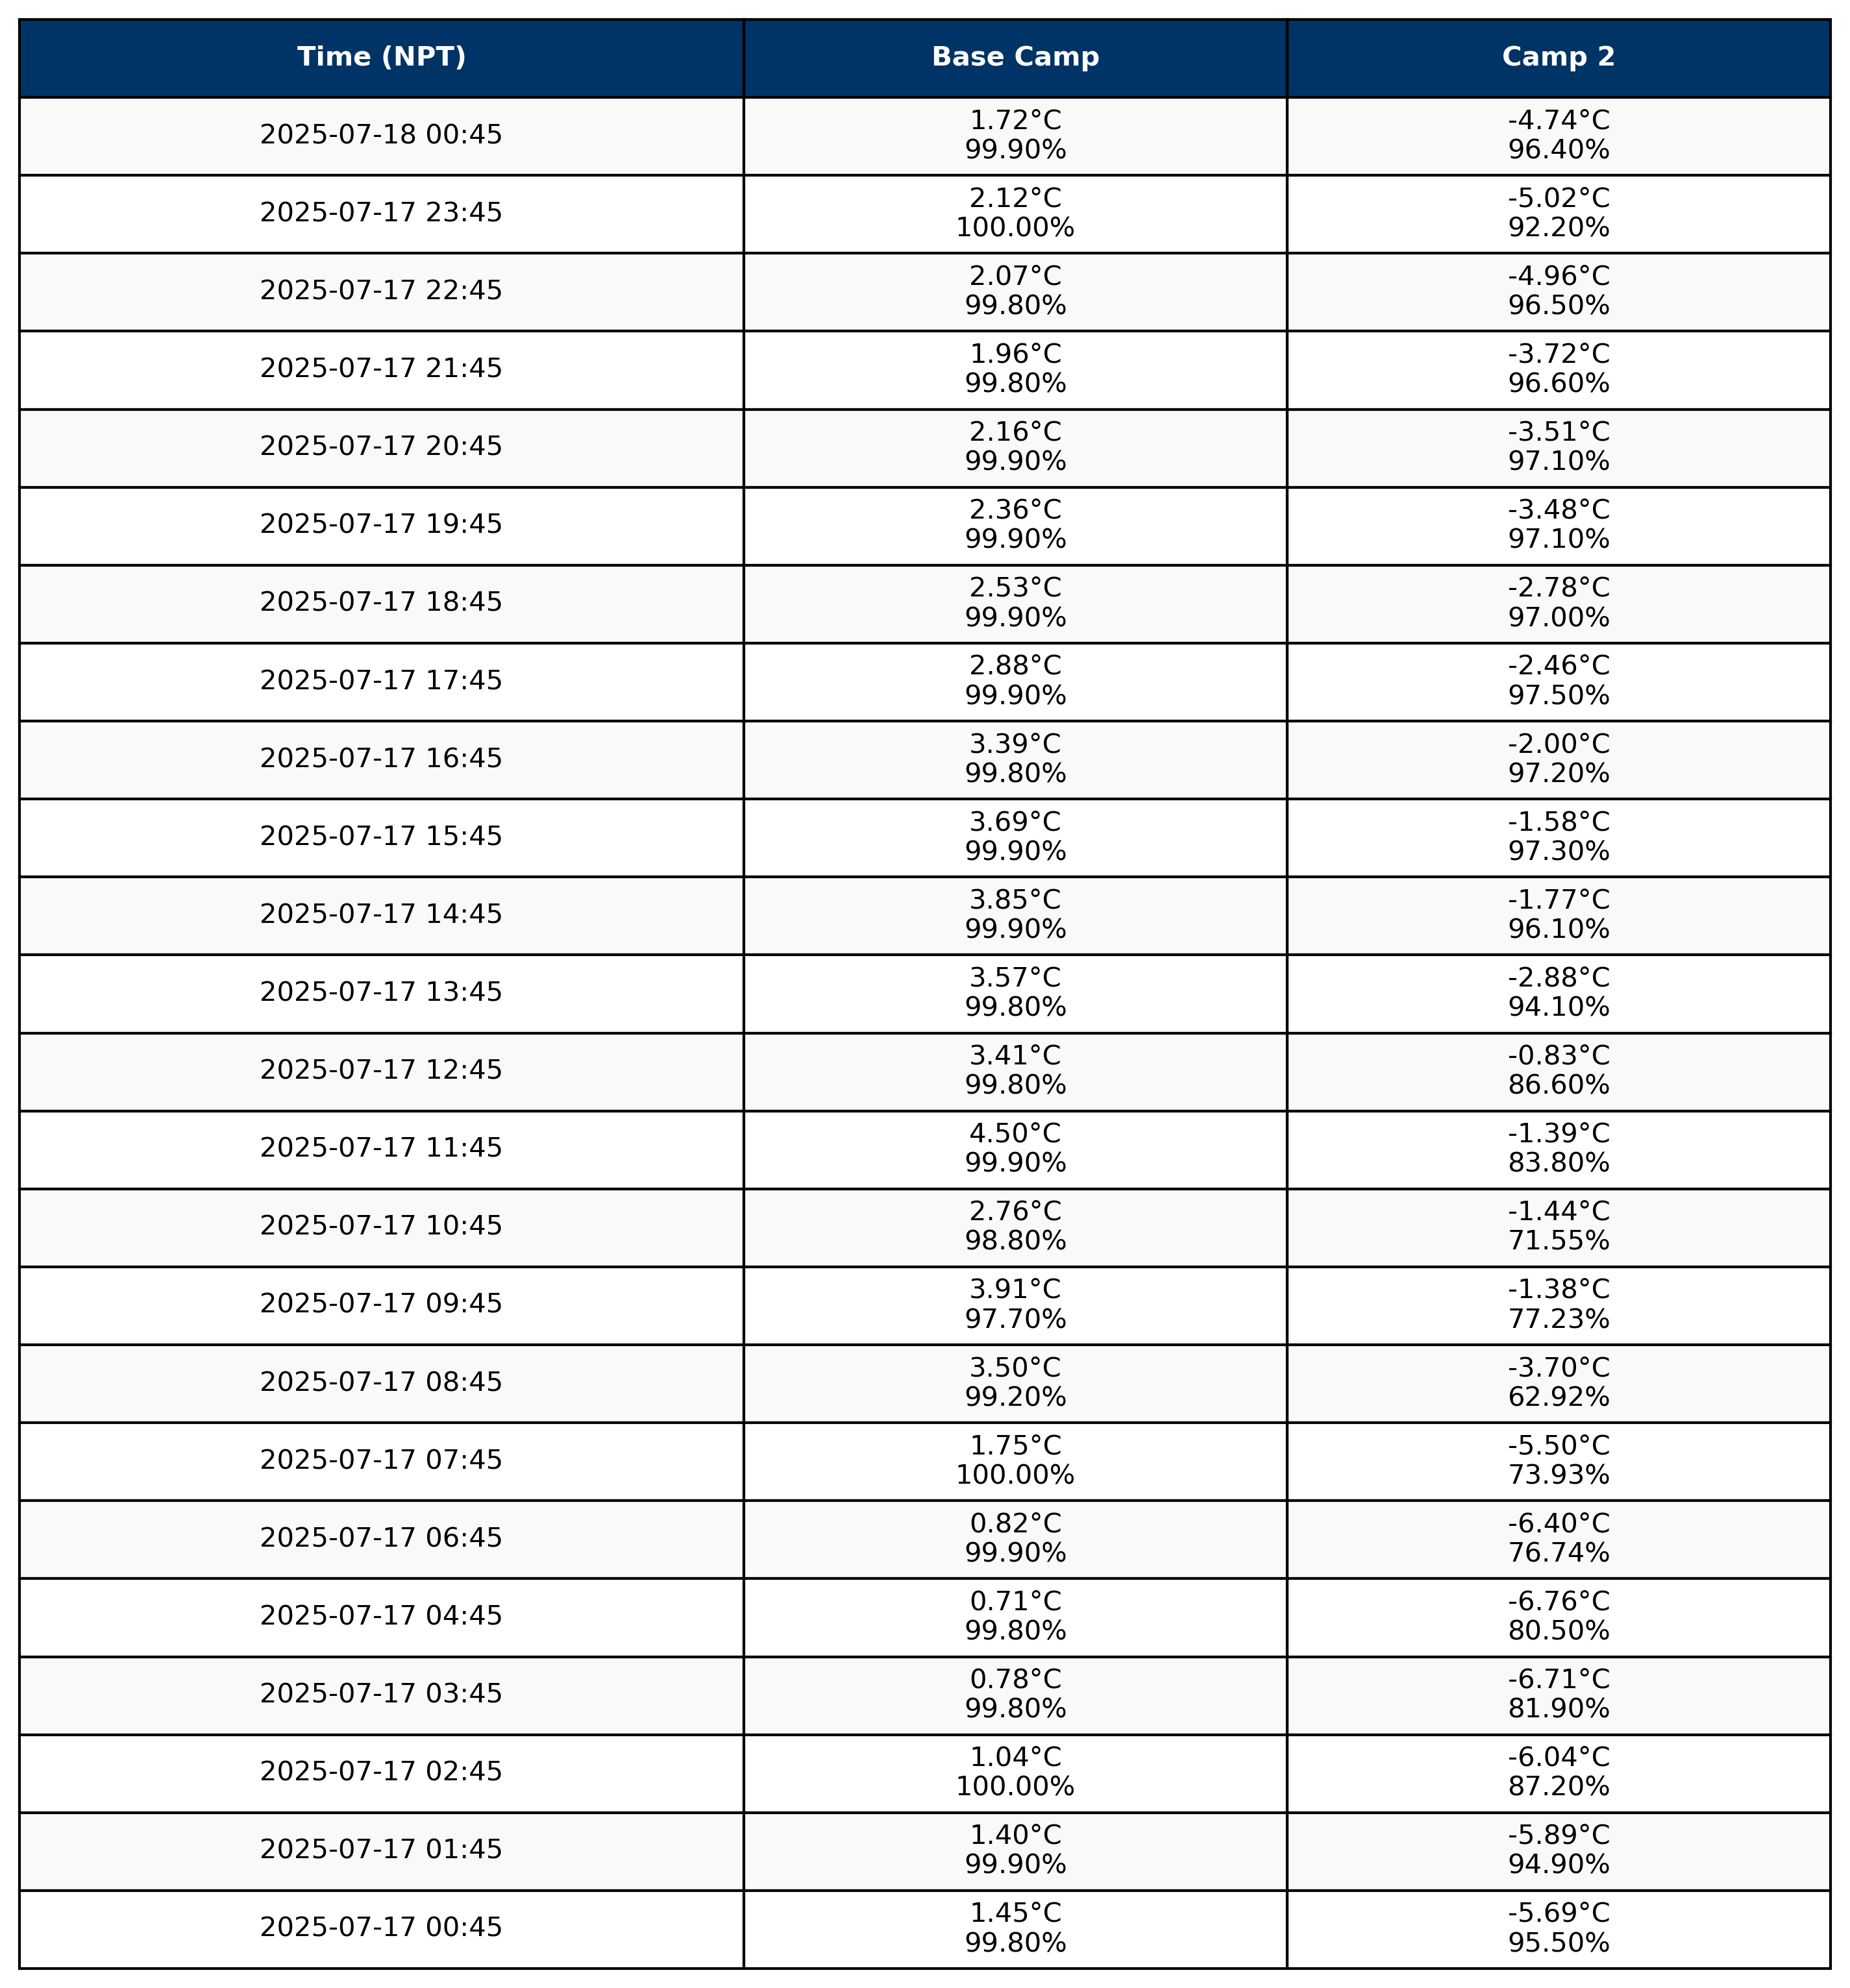 Time (NPT) Base Camp Camp 2
2025-07-18 00:45 1.72°C -4.74°C
99.90% 96.40%
2025-07-17 23:45 2.12°C -5.02°C
100.00% 92.20%
2025-07-17 22:45 2.07°C -4.96°C
99.80% 96.50%
2025-07-17 21:45 1.96°C -3.72°C
99.80% 96.60%
2025-07-17 20:45 2.16°C -3.51°C
99.90% 97.10%
2025-07-17 19:45 2.36°C -3.48°C
99.90% 97.10%
2025-07-17 18:45 2.53°C -2.78°C
99.90% 97.00%
2025-07-17 17:45 2.88°C -2.46°C
99.90% 97.50%
2025-07-17 16:45 3.39°C -2.00°C
99.80% 97.20%
2025-07-17 15:45 3.69°C -1.58°C
99.90% 97.30%
2025-07-17 14:45 3.85°C -1.77°C
99.90% 96.10%
2025-07-17 13:45 3.57°C -2.88°C
99.80% 94.10%
2025-07-17 12:45 3.41°C -0.83°C
99.80% 86.60%
2025-07-17 11:45 4.50°C -1.39°C
99.90% 83.80%
2025-07-17 10:45 2.76°C -1.44°C
98.80% 71.55%
2025-07-17 09:45 3.91°C -1.38°C
97.70% 77.23%
2025-07-17 08:45 3.50°C -3.70°C
99.20% 62.92%
2025-07-17 07:45 1.75°C -5.50°C
100.00% 73.93%
2025-07-17 06:45 0.82°C -6.40°C
99.90% 76.74%
2025-07-17 04:45 0.71°C -6.76°C
99.80% 80.50%
2025-07-17 03:45 0.78°C -6.71°C
99.80% 81.90%
2025-07-17 02:45 1.04°C -6.04°C
100.00% 87.20%
2025-07-17 01:45 1.40°C -5.89°C
99.90% 94.90%
2025-07-17 00:45 1.45°C -5.69°C
99.80% 95.50%